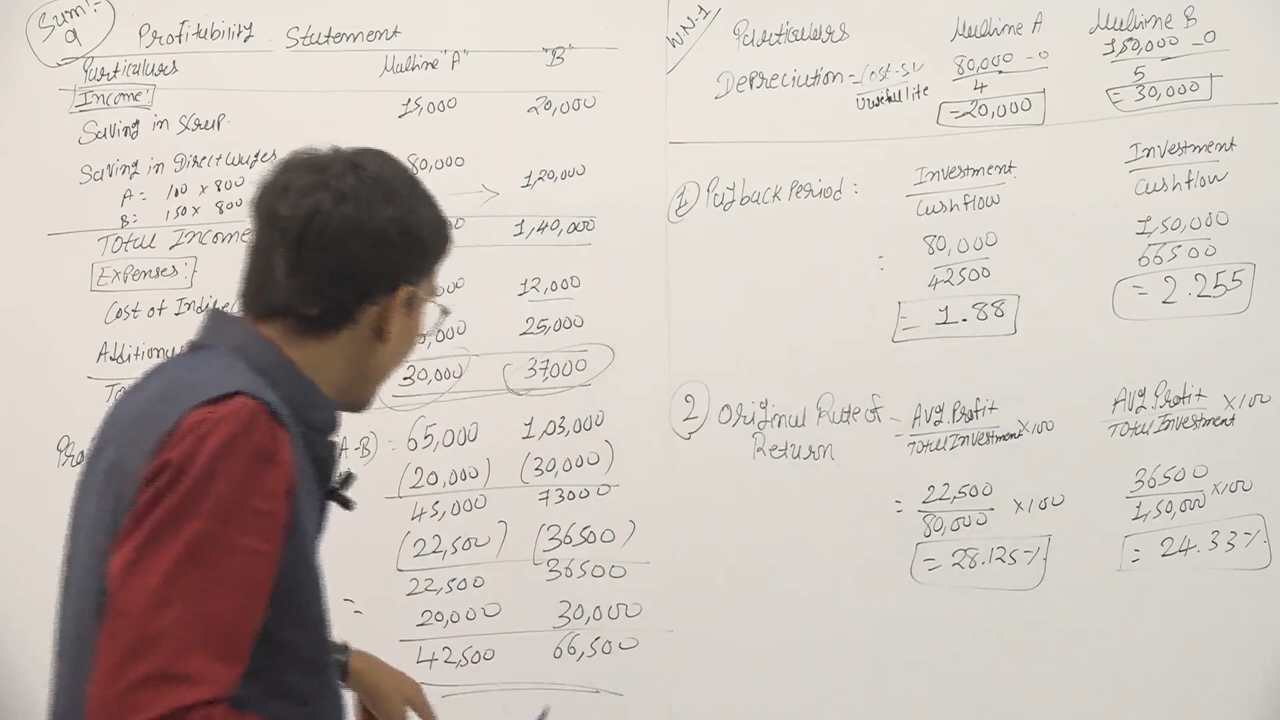 Sum:-
9
Profitability Statement
Particulars Machine "A" "B"
Income:
Saving in Scrap. 15,000 20,000
Saving in Direct Wages 80,000
A = 100 x 800 1,20,000
B = 150 x 800
Total Income 1,40,000
Expenses:
Cost of 12,000
25,000
30,000 37000
A-B) = 65,000 1,03,000
(20,000) (30,000)
45,000 73000
(22,500) (36500)
22,500 36500
= 20,000 30,000
42,500 66,500
W.N:1
Particulars Machine A Machine B
Depreciation = 80,000 - 0 1,50,000 - 0
Useful life 4 5
= 20,000 = 30,000
1 Payback Period : Investment Investment
Cashflow Cashflow
: 80,000 1,50,000
42500 66500
= 1.88 = 2.255
2 Original Rate of Return = Avg. Profit x100 Avg. Profit x100
Total Investment Total Investment
= 22,500 x100 36500 x100
80,000 1,50,000
= 28.125% = 24.33%